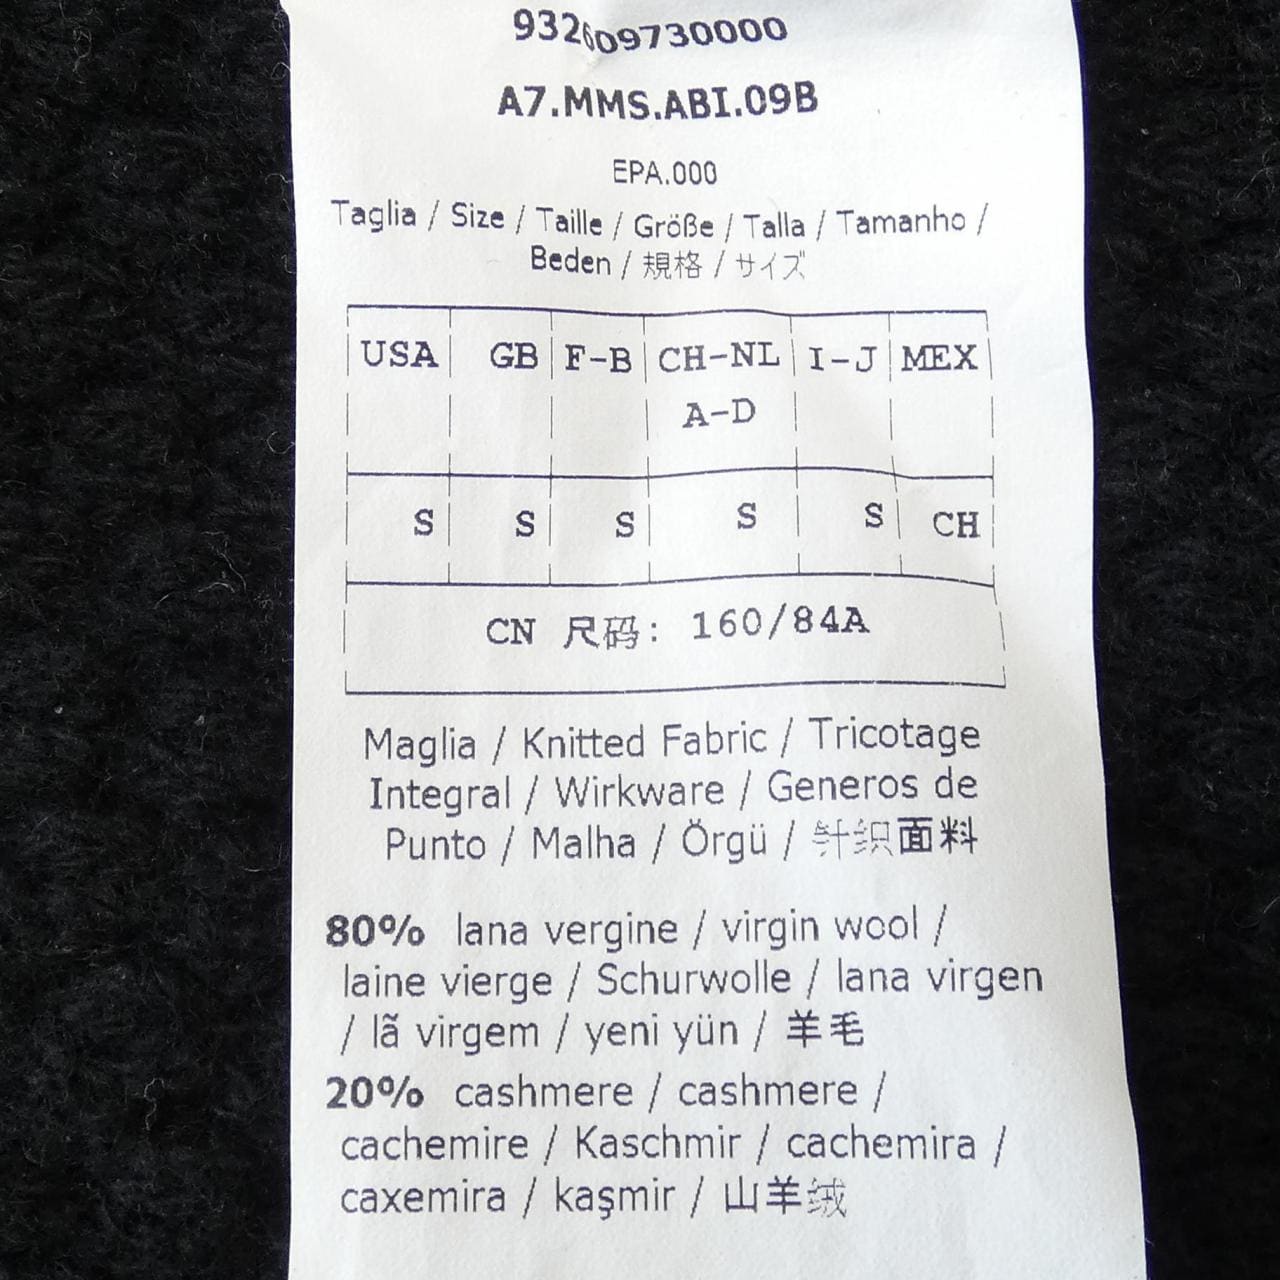 932609730000
A7.MMS.ABI.09B
EPA.000
Taglia / Size / Taille / Größe / Talla / Tamanho /
Beden / 規格 / サイズ
USA GB F-B CH-NL I-J MEX
A-D
S S S S S CH
CN 尺码: 160/84A
Maglia / Knitted Fabric / Tricotage
Integral / Wirkware / Generos de
Punto / Malha / Örgü / 针织面料
80% lana vergine / virgin wool /
laine vierge / Schurwolle / lana virgen
/ lã virgem / yeni yün / 羊毛
20% cashmere / cashmere /
cachemire / Kaschmir / cachemira /
caxemira / kaşmir / 山羊绒